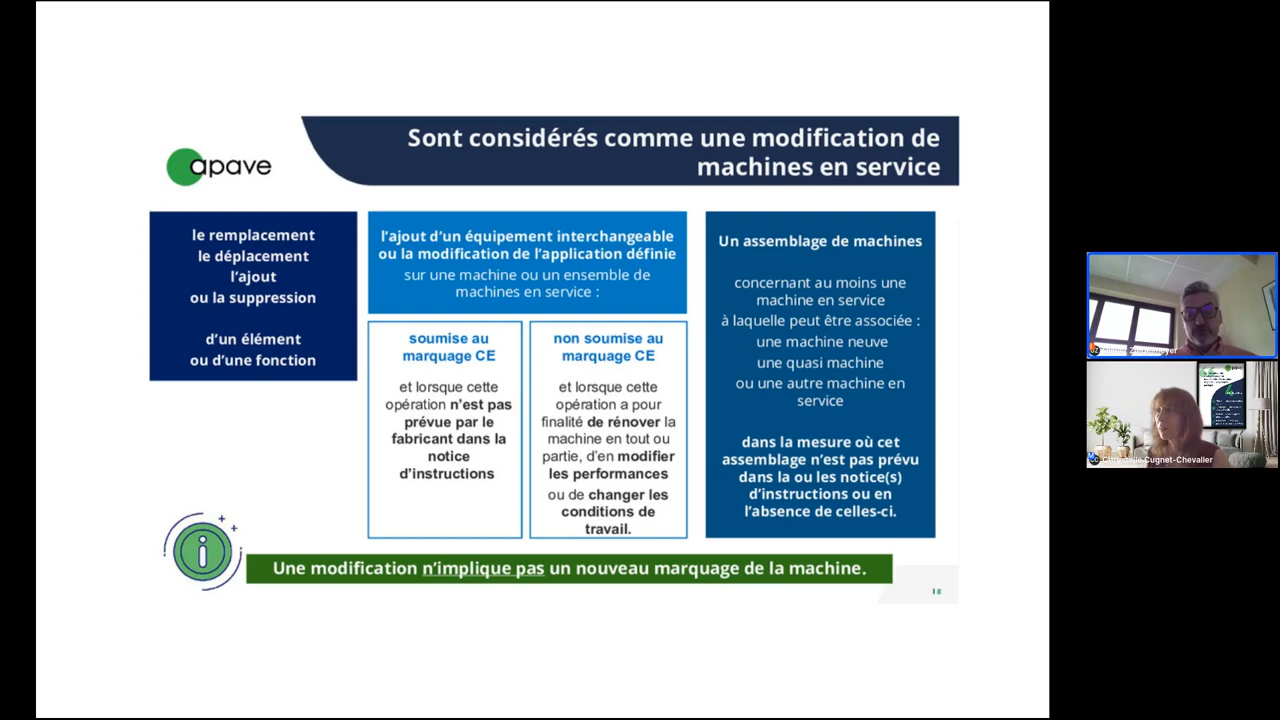 Sont considérés comme une modification de
machines en service
apave
le remplacement
le déplacement
l'ajout
ou la suppression
d'un élément
ou d'une fonction
l'ajout d'un équipement interchangeable
ou la modification de l'application définie
sur une machine ou un ensemble de
machines en service :
soumise au
marquage CE
et lorsque cette
opération n'est pas
prévue par le
fabricant dans la
notice
d'instructions
non soumise au
marquage CE
et lorsque cette
opération a pour
finalité de rénover la
machine en tout ou
partie, d'en modifier
les performances
ou de changer les
conditions de
travail.
Un assemblage de machines
concernant au moins une
machine en service
à laquelle peut être associée :
une machine neuve
une quasi machine
ou une autre machine en
service
dans la mesure où cet
assemblage n'est pas prévu
dans la ou les notice(s)
d'instructions ou en
l'absence de celles-ci.
Une modification n'implique pas un nouveau marquage de la machine.
I 8
Chrystelle Cugnet-Chevalier